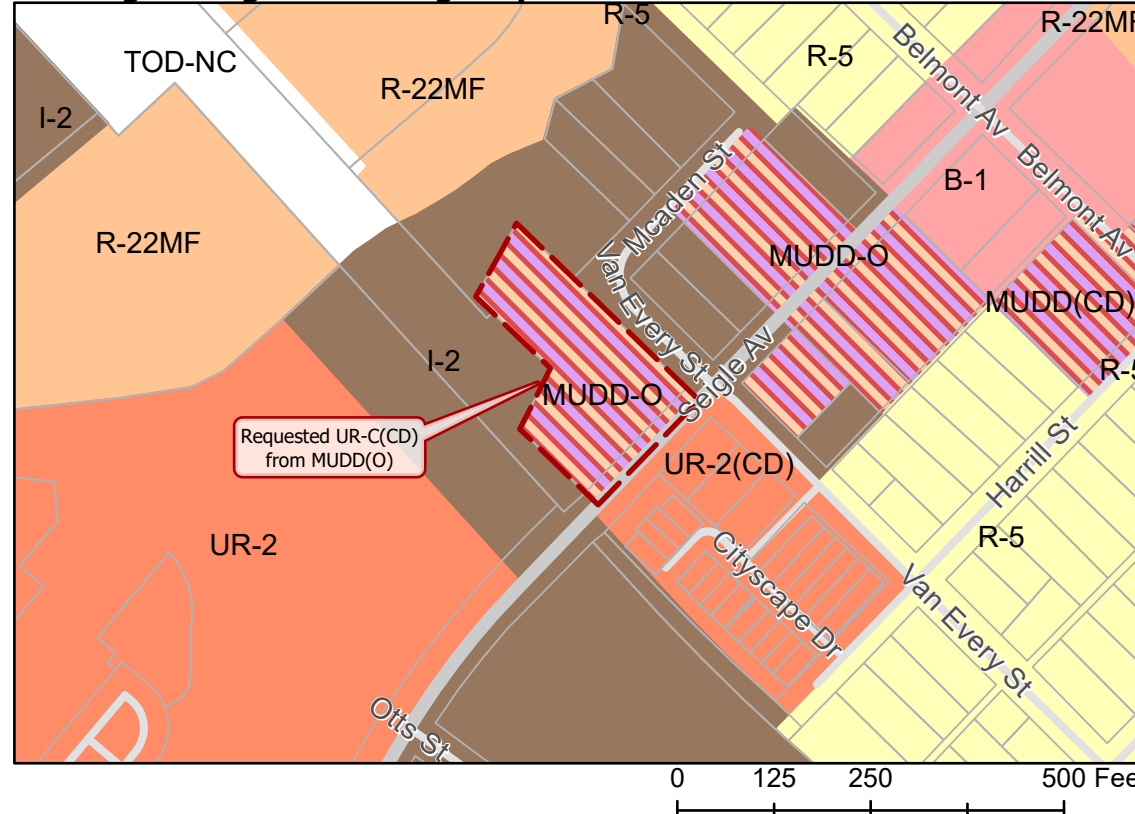 R-5
R-22MF
TOD-NC
R-5
Belmont Av
R-22MF
I-2
Belmont Av
Mcaden St
B-1
R-22MF
MUDD-O
Van Every St
MUDD(CD)
I-2
Seigle Av
R-5
MUDD-O
Requested UR-C(CD)
from MUDD(O)
UR-2(CD)
Harrill St
UR-2
R-5
Cityscape Dr
Van Every St
Otts St
0 125 250 500 Fee